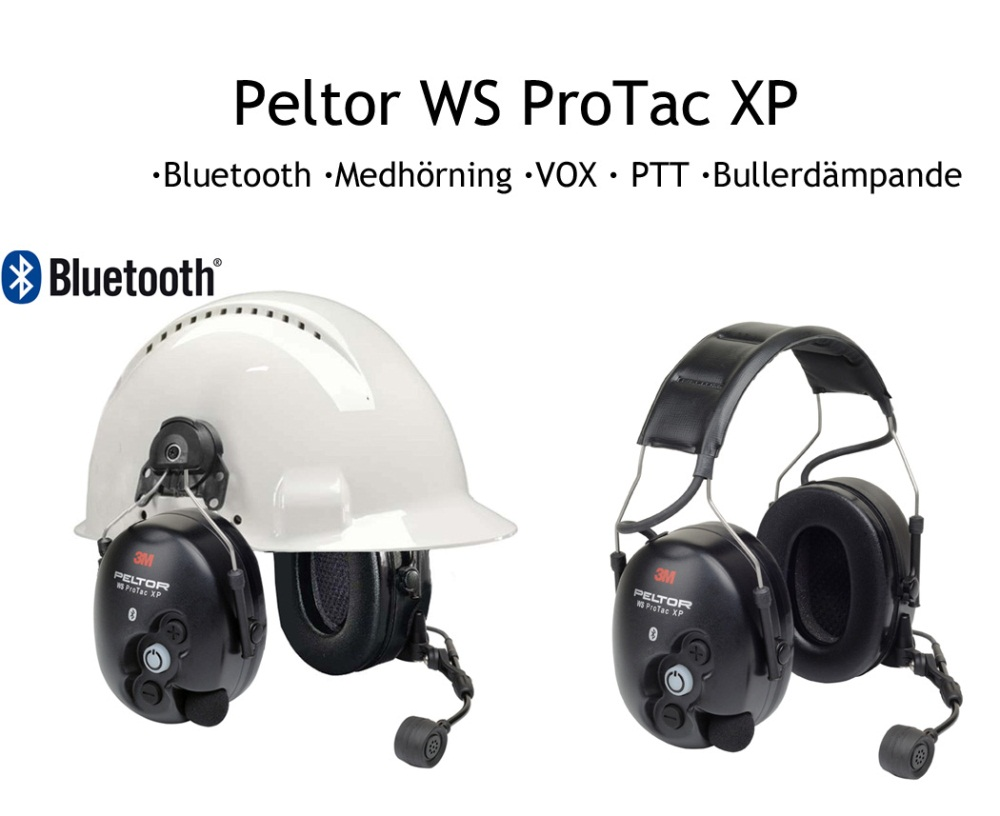 Peltor WS ProTac XP
·Bluetooth ·Medhörning ·VOX · PTT ·Bullerdämpande
Bluetooth®
3M
PELTOR
WS ProTac XP
3M
PELTOR
WS ProTac XP